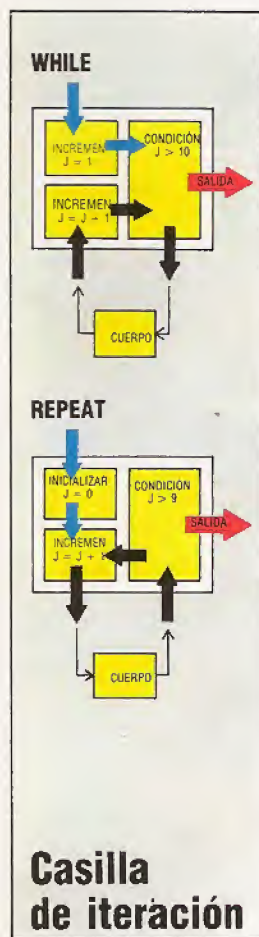 WHILE
INCREMEN
J = 1
CONDICIÓN
J > 10
SALIDA
INCREMEN
J = J - 1
CUERPO
REPEAT
INICIALIZAR
J = 0
CONDICIÓN
J > 9
SALIDA
INCREMEN
J = J +
CUERPO
Casilla
de iteración